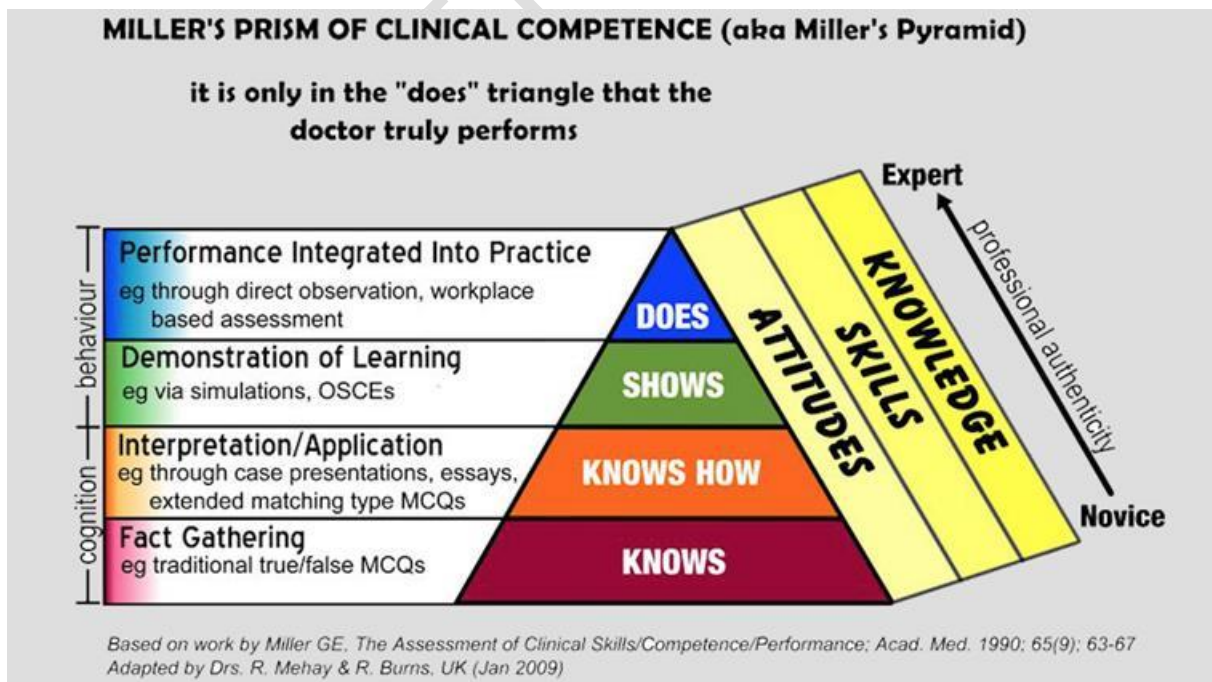 MILLER'S PRISM OF CLINICAL COMPETENCE (aka Miller's Pyramid)
it is only in the "does" triangle that the
doctor truly performs
Expert
professional authenticity
Novice
behaviour
cognition
Performance Integrated Into Practice
eg through direct observation, workplace
based assessment
DOES
Demonstration of Learning
eg via simulations, OSCEs
SHOWS
Interpretation/Application
eg through case presentations, essays,
extended matching type MCQs
KNOWS HOW
Fact Gathering
eg traditional true/false MCQs
KNOWS
ATTITUDES
SKILLS
KNOWLEDGE
Based on work by Miller GE, The Assessment of Clinical Skills/Competence/Performance; Acad. Med. 1990; 65(9); 63-67
Adapted by Drs. R. Mehay & R. Burns, UK (Jan 2009)